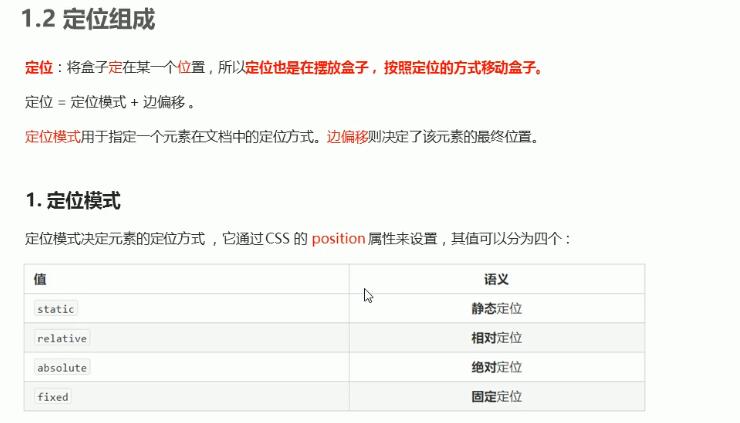 1.2 定位组成
定位：将盒子定在某一个位置，所以定位也是在摆放盒子，按照定位的方式移动盒子。
定位 = 定位模式 + 边偏移 。
定位模式用于指定一个元素在文档中的定位方式。边偏移则决定了该元素的最终位置。
1. 定位模式
定位模式决定元素的定位方式 ，它通过CSS 的 position 属性来设置，其值可以分为四个：
值 语义
static 静态定位
relative 相对定位
absolute 绝对定位
fixed 固定定位